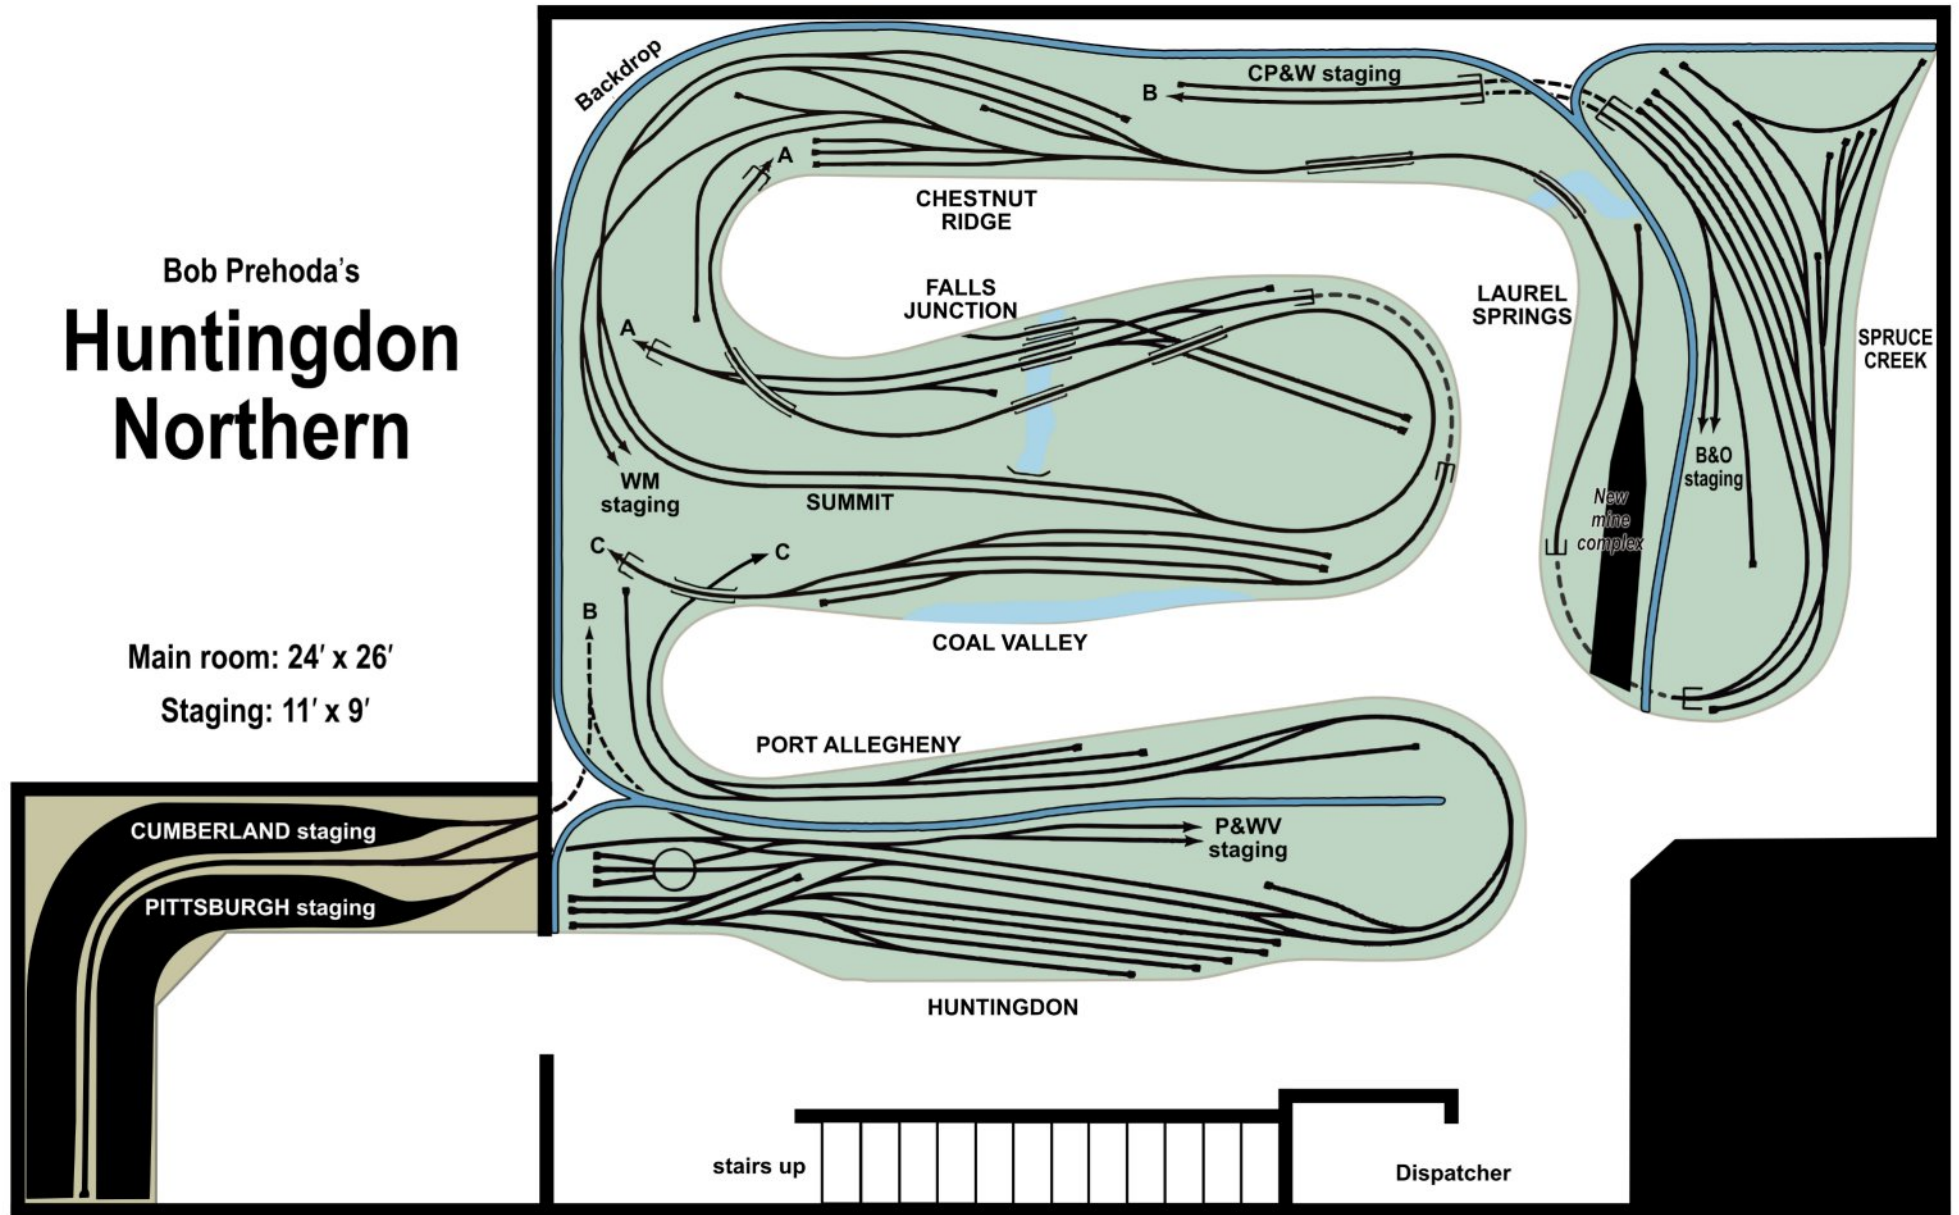 Bob Prehoda's
Huntingdon
Northern
Main room: 24′ x 26′
Staging: 11′ x 9′
Backdrop
CP&W staging
B
A
CHESTNUT
RIDGE
FALLS
JUNCTION
LAUREL
SPRINGS
SPRUCE
CREEK
A
WM
staging
SUMMIT
B&O
staging
New
mine
complex
C
C
B
COAL VALLEY
PORT ALLEGHENY
P&WV
staging
CUMBERLAND staging
PITTSBURGH staging
HUNTINGDON
stairs up
Dispatcher